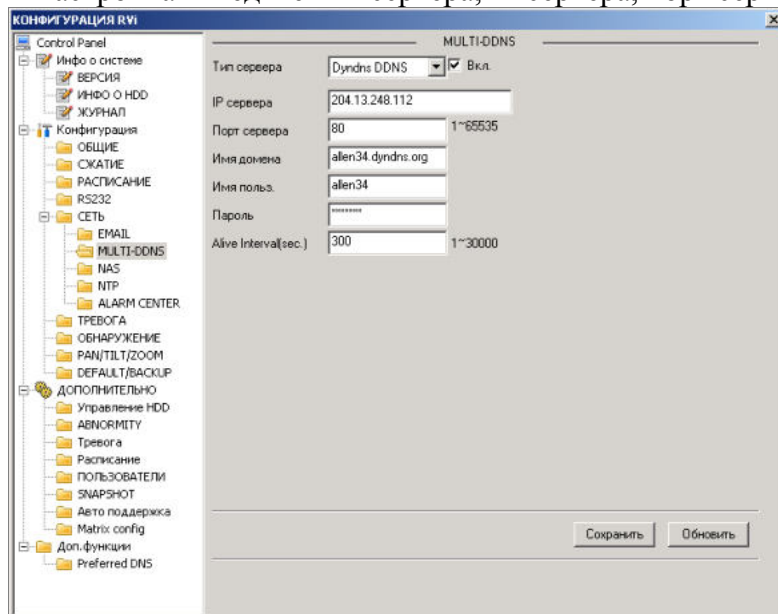 КОНФИГУРАЦИЯ RVi
Control Panel
Инфо о системе
ВЕРСИЯ
ИНФО О HDD
ЖУРНАЛ
Конфигурация
ОБЩИЕ
СЖАТИЕ
РАСПИСАНИЕ
RS232
СЕТЬ
EMAIL
MULTI-DDNS
NAS
NTP
ALARM CENTER
ТРЕВОГА
ОБНАРУЖЕНИЕ
PAN/TILT/ZOOM
DEFAULT/BACKUP
ДОПОЛНИТЕЛЬНО
Управление HDD
ABNORMITY
Тревога
Расписание
ПОЛЬЗОВАТЕЛИ
SNAPSHOT
Авто поддержка
Matrix config
Доп.функции
Preferred DNS
MULTI-DDNS
Тип сервера Dyndns DDNS Вкл.
IP сервера 204.13.248.112
Порт сервера 80 1~65535
Имя домена allen34.dyndns.org
Имя польз. allen34
Пароль ********
Alive Interval(sec.) 300 1~30000
Сохранить Обновить